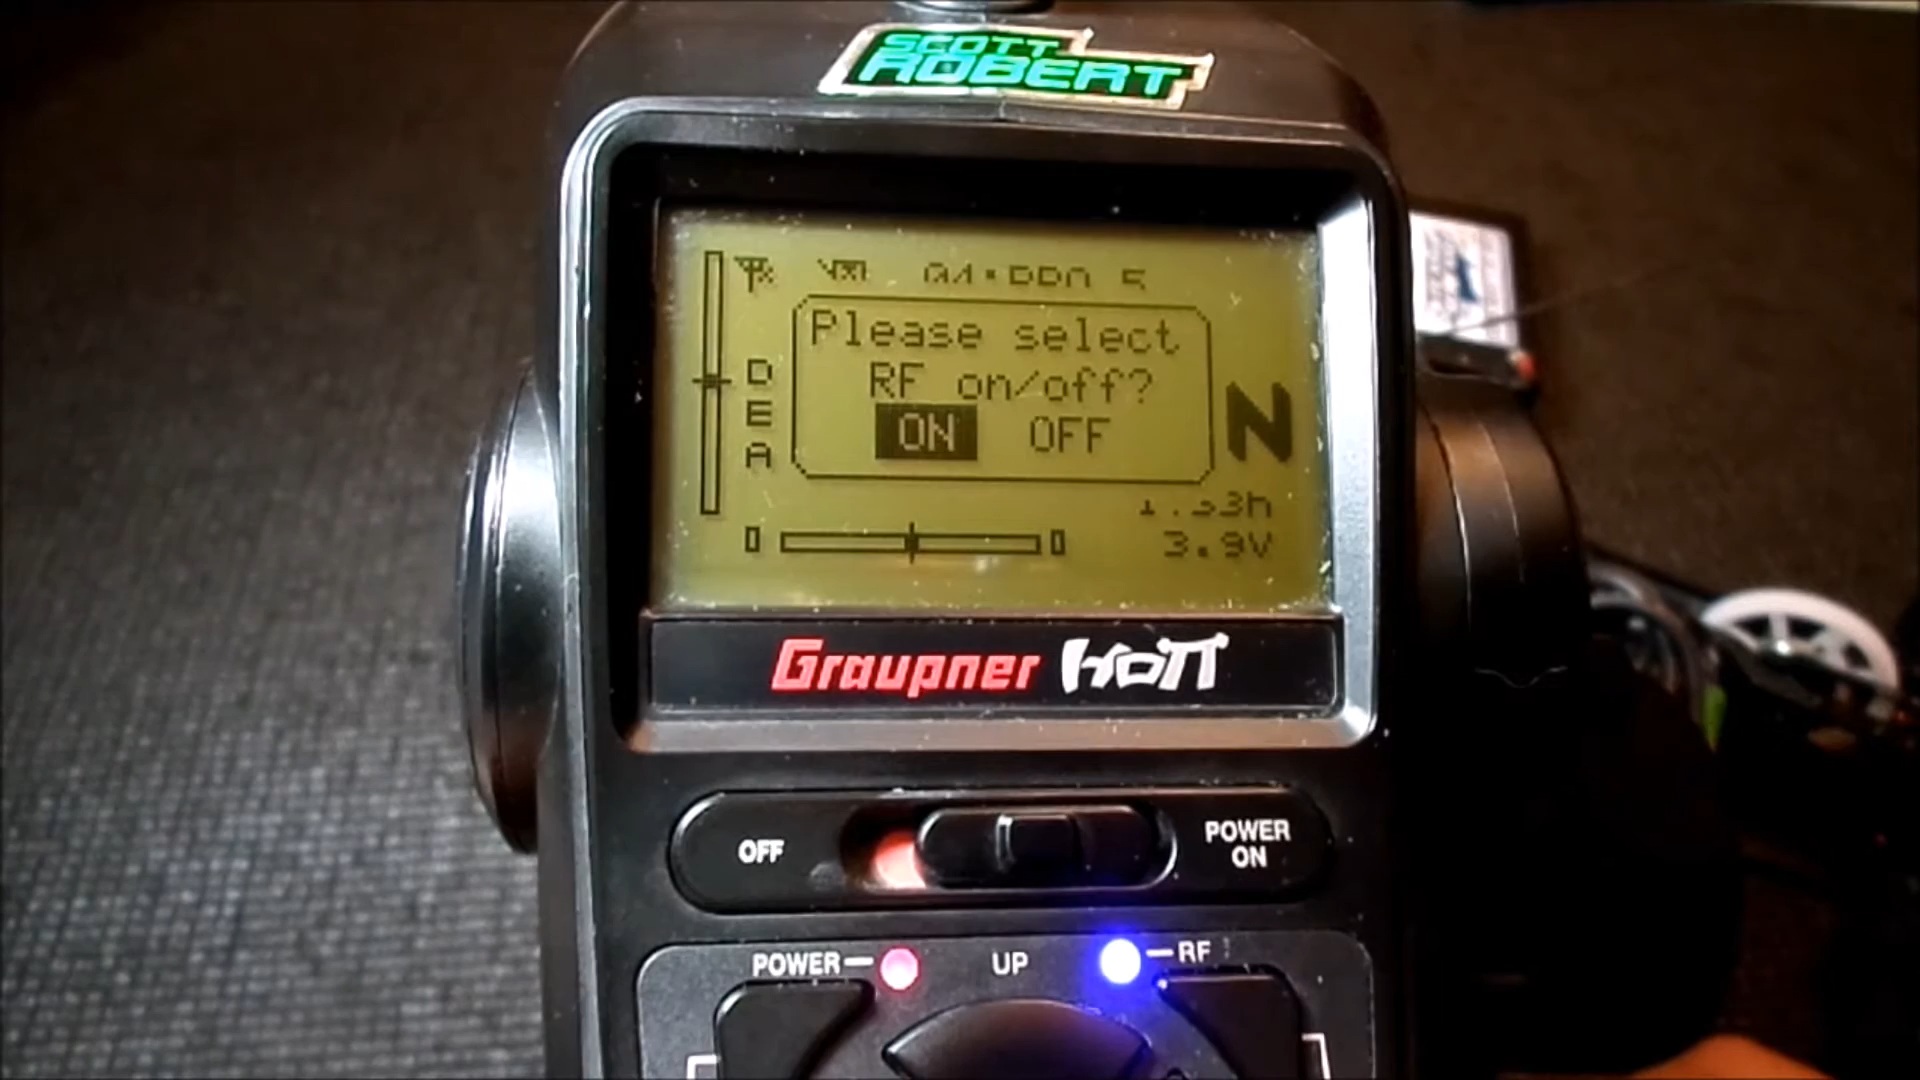 SCOTT
ROBERT
Please select
RF on/off?
ON OFF
D
E
A
N
3.9V
Graupner HoTT
OFF
POWER
ON
POWER
UP
RF